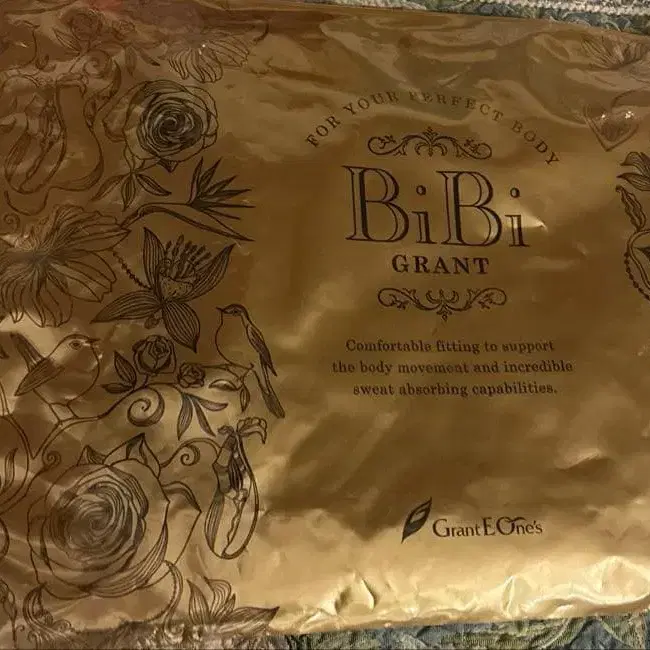 FOR YOUR PERFECT BODY
BiBi
GRANT
Comfortable fitting to support
the body movement and incredible
sweat absorbing capabilities.
Grant E One's